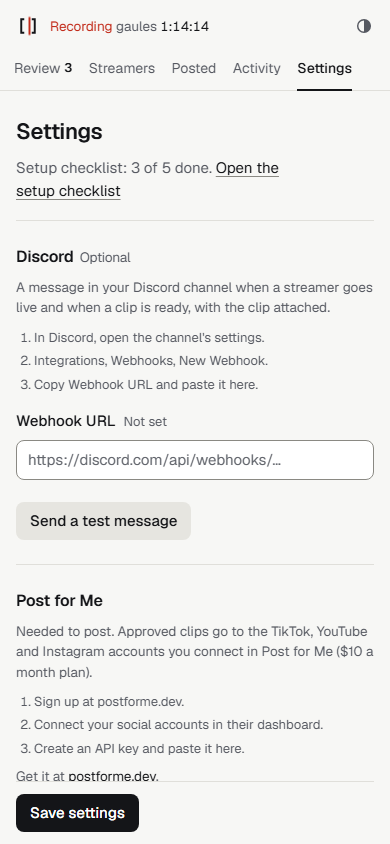 Recording gaules 1:14:14
Review 3 Streamers Posted Activity Settings
Settings
Setup checklist: 3 of 5 done. Open the
setup checklist
Discord Optional
A message in your Discord channel when a streamer goes
live and when a clip is ready, with the clip attached.
1. In Discord, open the channel's settings.
2. Integrations, Webhooks, New Webhook.
3. Copy Webhook URL and paste it here.
Webhook URL Not set
https://discord.com/api/webhooks/...
Send a test message
Post for Me
Needed to post. Approved clips go to the TikTok, YouTube
and Instagram accounts you connect in Post for Me ($10 a
month plan).
1. Sign up at postforme.dev.
2. Connect your social accounts in their dashboard.
3. Create an API key and paste it here.
Get it at postforme.dev.
Save settings